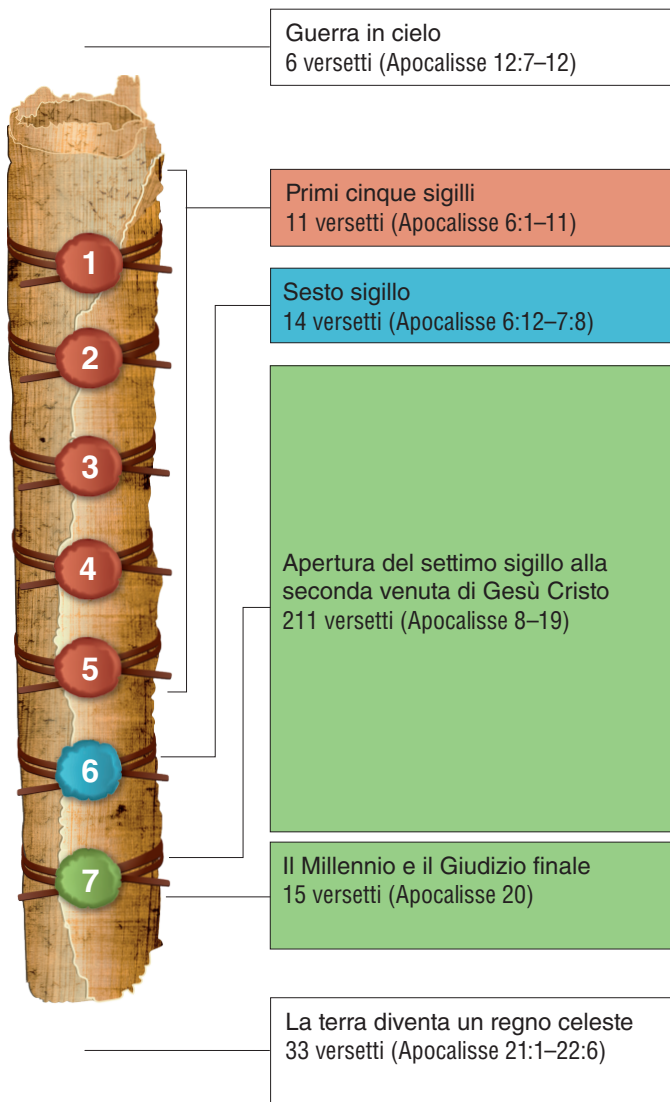 Guerra in cielo
6 versetti (Apocalisse 12:7–12)
Primi cinque sigilli
11 versetti (Apocalisse 6:1–11)
1
Sesto sigillo
14 versetti (Apocalisse 6:12–7:8)
2
3
4
5
6
Apertura del settimo sigillo alla
seconda venuta di Gesù Cristo
211 versetti (Apocalisse 8–19)
7
Il Millennio e il Giudizio finale
15 versetti (Apocalisse 20)
La terra diventa un regno celeste
33 versetti (Apocalisse 21:1–22:6)